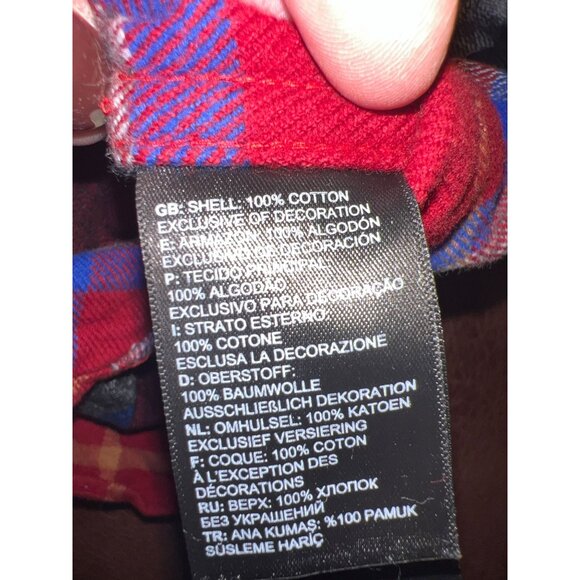 GB: SHELL: 100% COTTON
EXCLUSIVE OF DECORATION
E: ARMAZÓN: 100% ALGODÓN
EXCLUSIVO DE DECORACIÓN
P: TECIDO PRINCIPAL
100% ALGODÃO
EXCLUSIVO PARA DECORAÇÃO
I: STRATO ESTERNO
100% COTONE
ESCLUSA LA DECORAZIONE
D: OBERSTOFF:
100% BAUMWOLLE
AUSSCHLIEßLICH DEKORATION
NL: OMHULSEL: 100% KATOEN
EXCLUSIEF VERSIERING
F: COQUE: 100% COTON
À L'EXCEPTION DES
DÉCORATIONS
RU: ВЕРХ: 100% ХЛОПОК
БЕЗ УКРАШЕНИЙ
TR: ANA KUMAŞ: %100 PAMUK
SÜSLEME HARİÇ